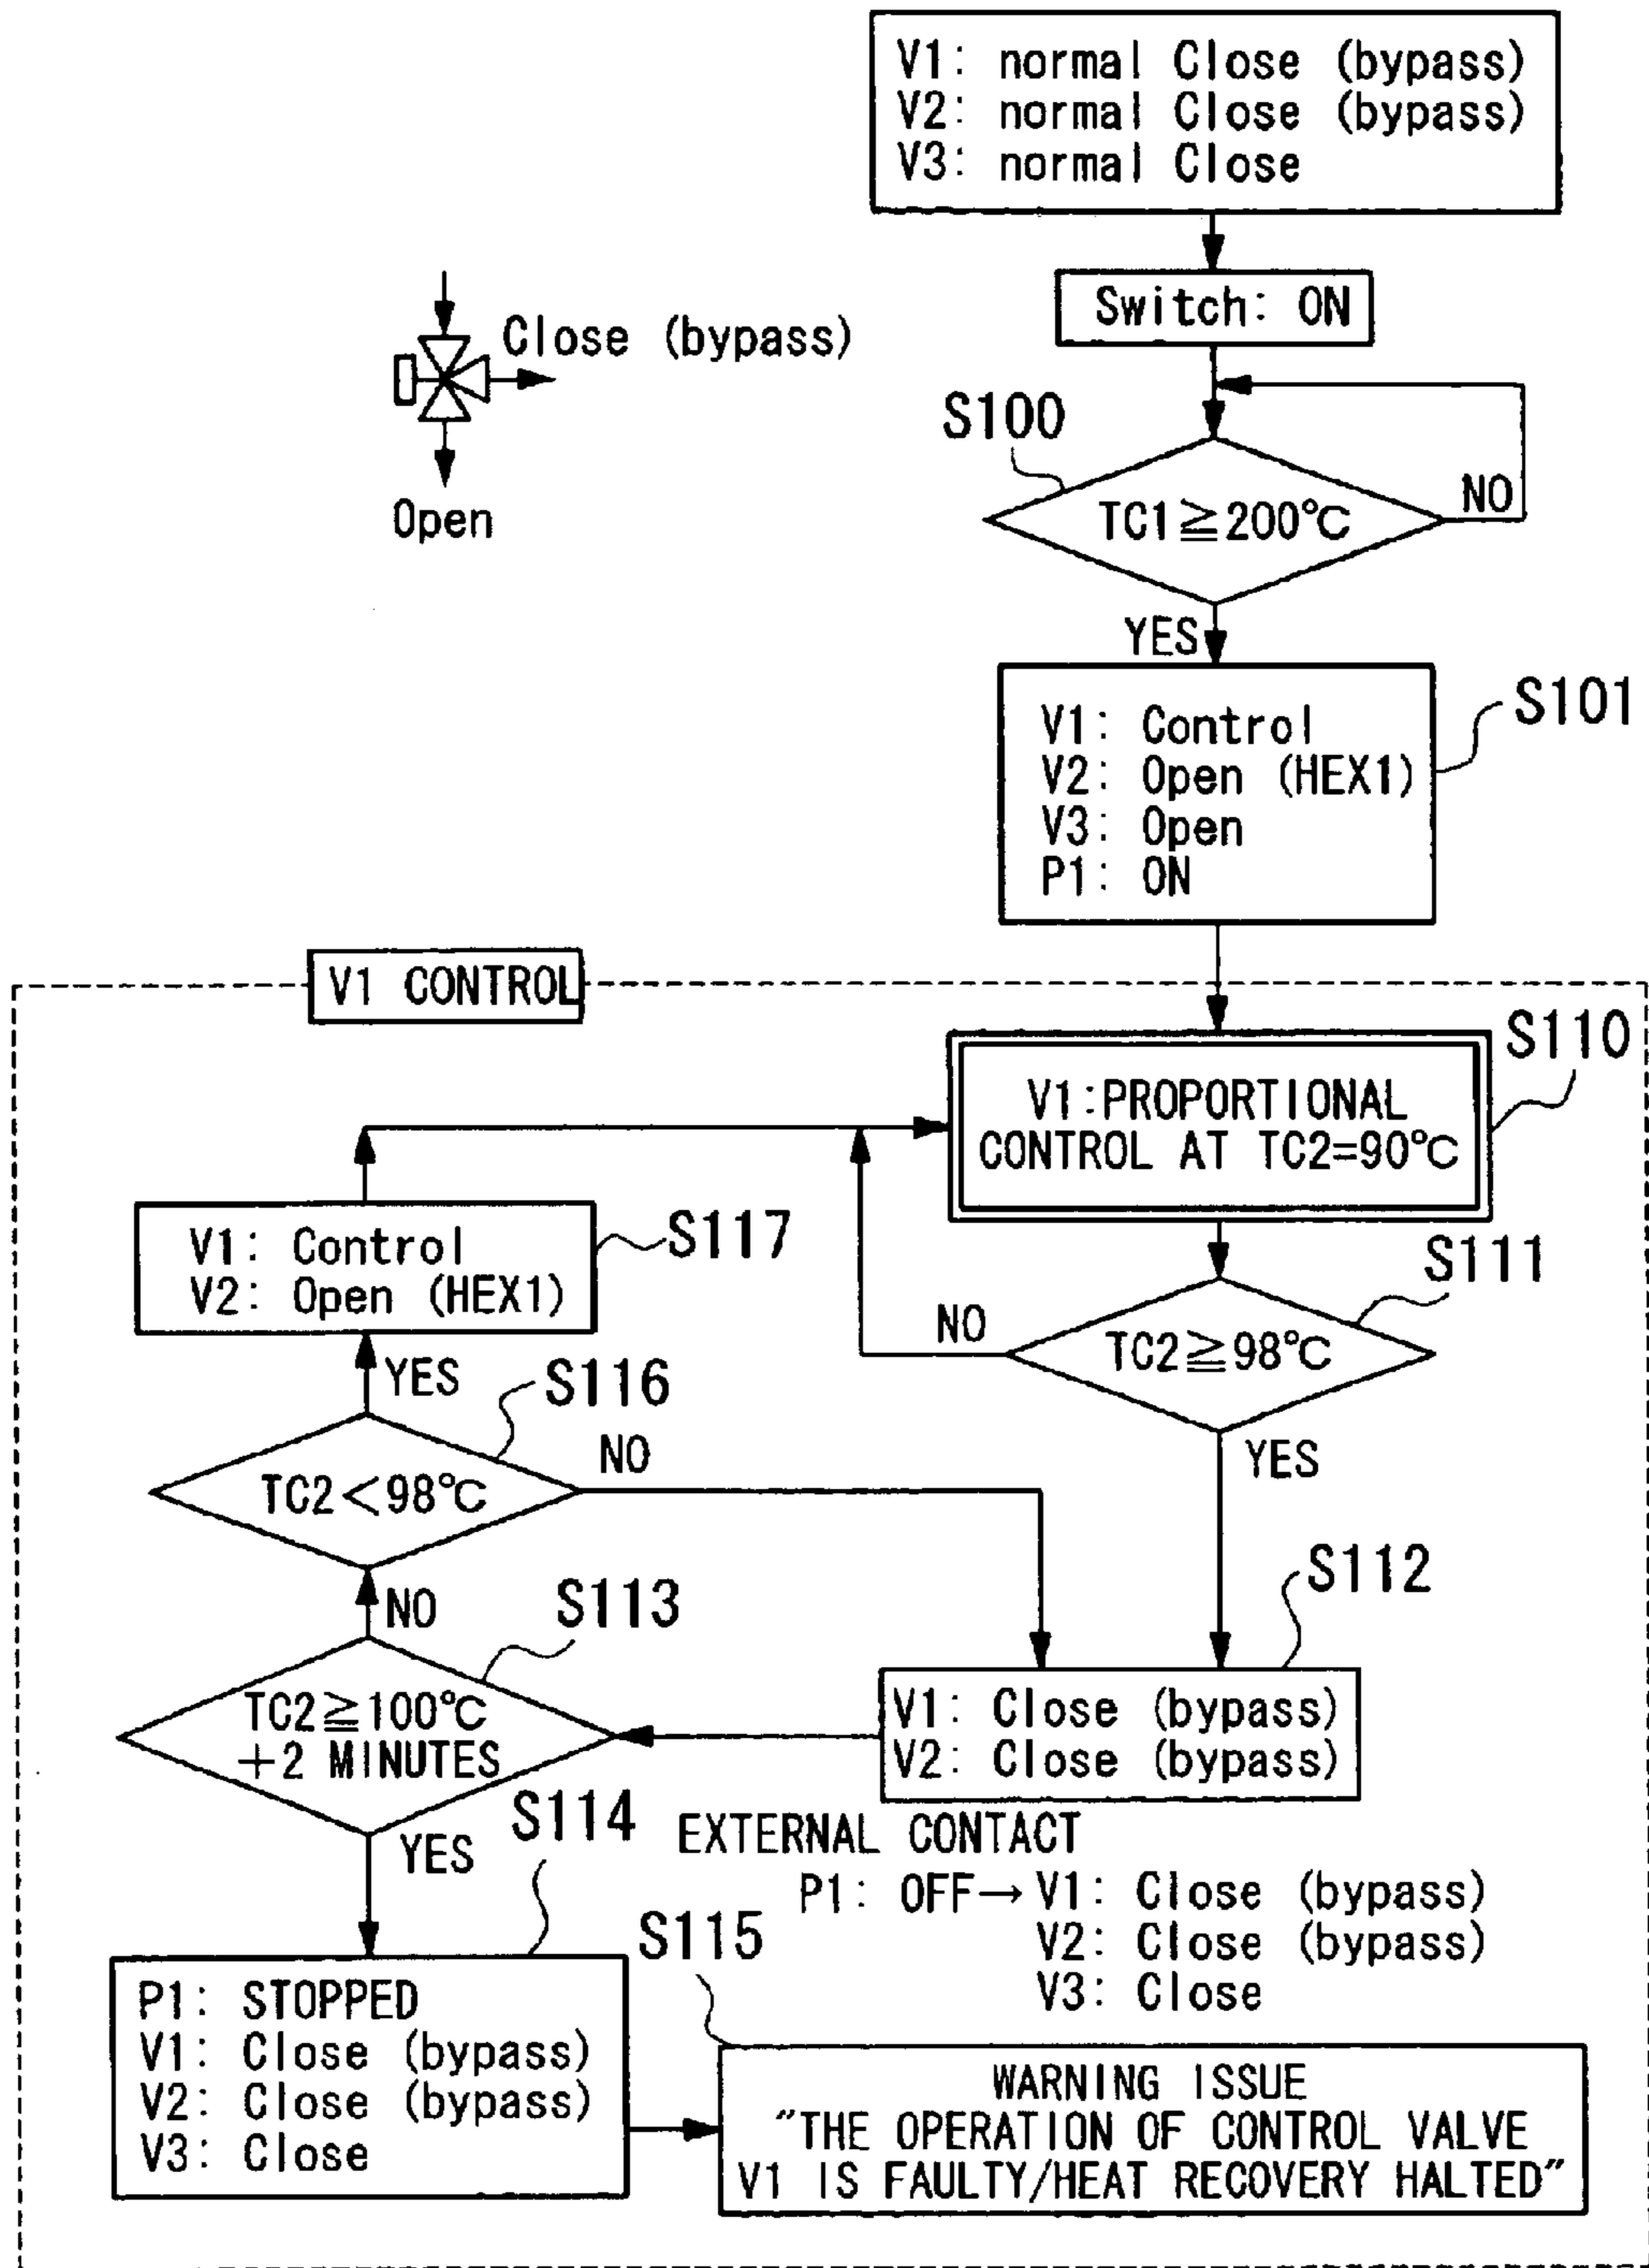 V1: normal Close (bypass)
V2: normal Close (bypass)
V3: normal Close
Switch: ON
Close (bypass)
Open
S100
TC1≧200℃
NO
YES
S101
V1: Control
V2: Open (HEX1)
V3: Open
P1: ON
V1 CONTROL
S110
V1:PROPORTIONAL
CONTROL AT TC2=90℃
S117
V1: Control
V2: Open (HEX1)
S111
TC2≧98℃
NO
YES
YES
S116
TC2<98℃
NO
S112
V1: Close (bypass)
V2: Close (bypass)
NO
S113
TC2≧100℃
+2 MINUTES
YES
S114
EXTERNAL CONTACT
P1: OFF→V1: Close (bypass)
V2: Close (bypass)
V3: Close
P1: STOPPED
V1: Close (bypass)
V2: Close (bypass)
V3: Close
S115
WARNING ISSUE
"THE OPERATION OF CONTROL VALVE
V1 IS FAULTY/HEAT RECOVERY HALTED"